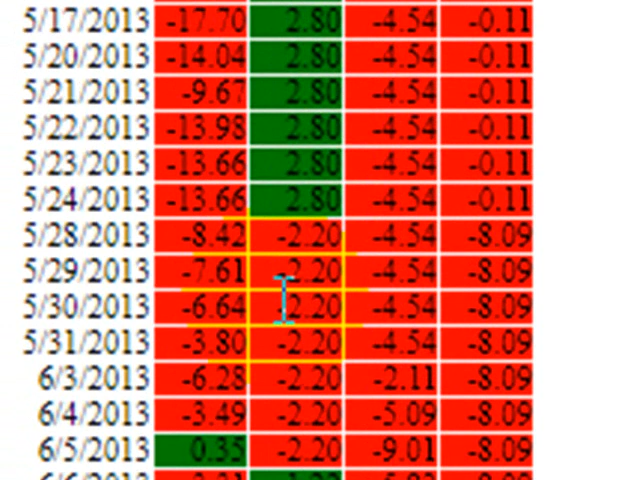 5/17/2013 -17.70 2.80 -4.54 -0.11
5/20/2013 -14.04 2.80 -4.54 -0.11
5/21/2013 -9.67 2.80 -4.54 -0.11
5/22/2013 -13.98 2.80 -4.54 -0.11
5/23/2013 -13.66 2.80 -4.54 -0.11
5/24/2013 -13.66 2.80 -4.54 -0.11
5/28/2013 -8.42 -2.20 -4.54 -8.09
5/29/2013 -7.61 -2.20 -4.54 -8.09
5/30/2013 -6.64 -2.20 -4.54 -8.09
5/31/2013 -3.80 -2.20 -4.54 -8.09
6/3/2013 -6.28 -2.20 -2.11 -8.09
6/4/2013 -3.49 -2.20 -5.09 -8.09
6/5/2013 0.35 -2.20 -9.01 -8.09